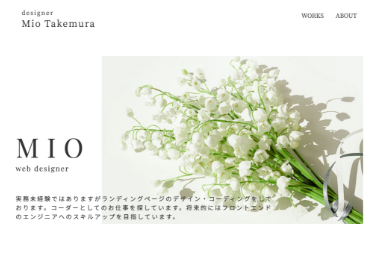 designer
Mio Takemura
WORKS ABOUT
MIO
web designer
実務未経験ではありますがランディングページのデザイン・コーディングをして
おります。コーダーとしてのお仕事を探しています。将来的にはフロントエンド
のエンジニアへのスキルアップを目指しています。